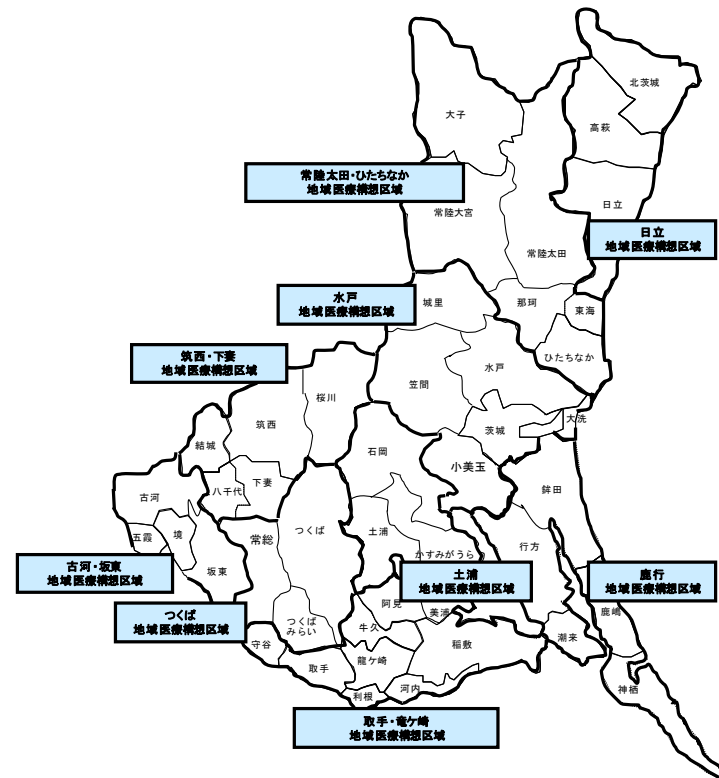 北茨城
大子
高萩
常陸太田・ひたちなか
地域医療構想区域
日立
常陸大宮
日立
地域医療構想区域
常陸太田
水戸
地域医療構想区域
城里
那珂
東海
筑西・下妻
地域医療構想区域
ひたちなか
水戸
笠間
桜川
大洗
筑西
茨城
結城
石岡
小美玉
下妻
八千代
鉾田
古河
つくば
土浦
五霞
境
常総
行方
かすみがうら
坂東
古河・坂東
地域医療構想区域
土浦
地域医療構想区域
鹿行
地域医療構想区域
つくば
地域医療構想区域
阿見
美浦
鹿嶋
つくば
みらい
牛久
潮来
守谷
稲敷
取手
龍ケ崎
神栖
利根
河内
取手・竜ケ崎
地域医療構想区域